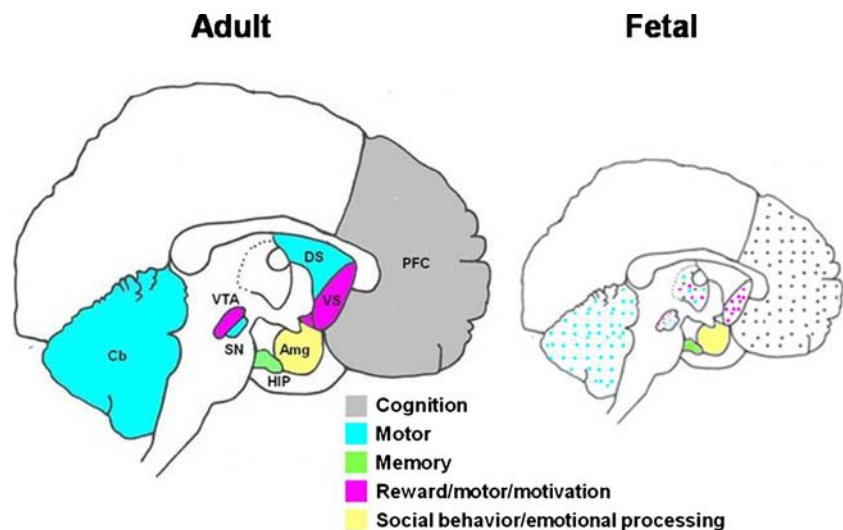 Adult
Fetal
DS
PFC
VTA
VS
SN
Amg
Cb
HIP
Cognition
Motor
Memory
Reward/motor/motivation
Social behavior/emotional processing